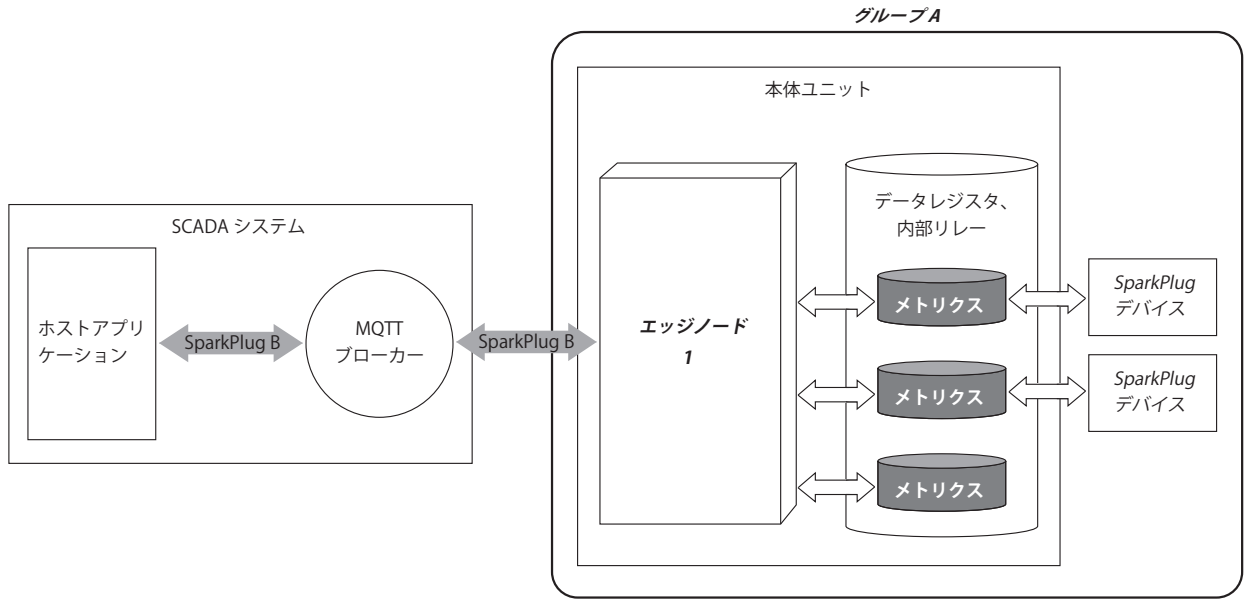 グループ A
本体ユニット
データレジスタ、
内部リレー
SCADA システム
ホストアプリ
ケーション
SparkPlug B
MQTT
ブローカー
SparkPlug B
エッジノード
1
メトリクス
SparkPlug
デバイス
メトリクス
SparkPlug
デバイス
メトリクス